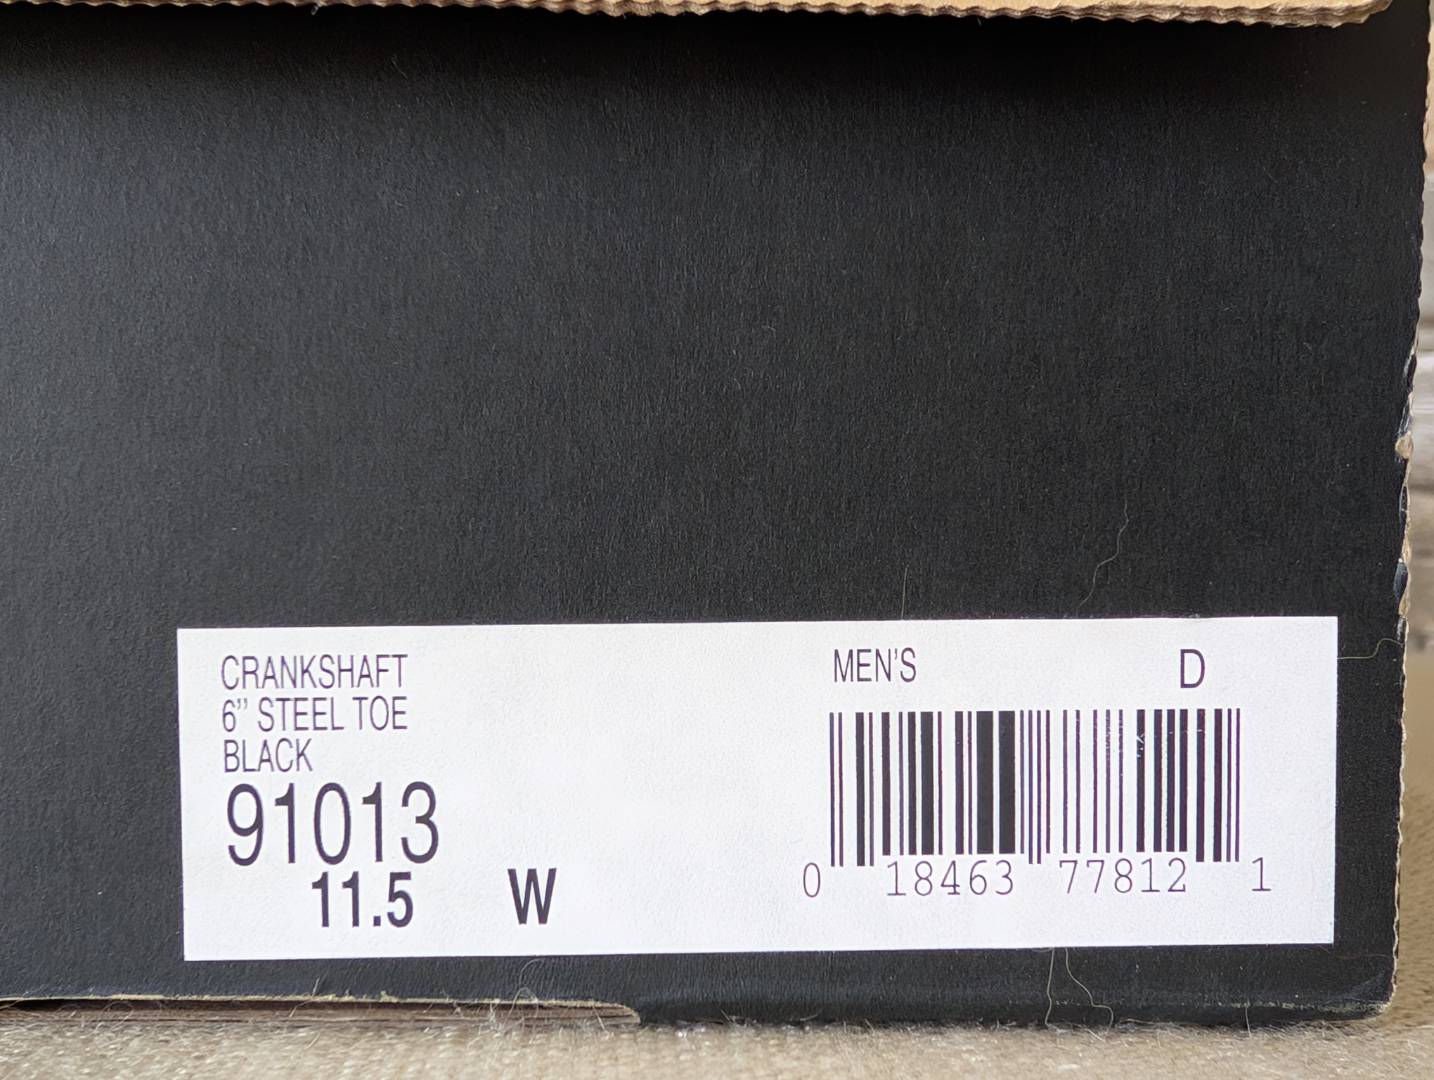 CRANKSHAFT
6” STEEL TOE
BLACK
91013
11.5 W
MEN'S D
0 18463 77812 1